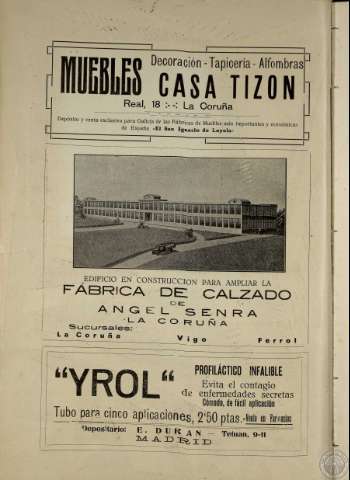 MUEBLES
Decoración - Tapicería - Alfombras
CASA TIZON
Real, 18 :-: La Coruña
Depósito y venta exclusiva para Galicia de las Fábricas de Muebles más importantes y económicas
de España «El San Ignacio de Loyola»
EDIFICIO EN CONSTRUCCION PARA AMPLIAR LA
FÁBRICA DE CALZADO
DE
ANGEL SENRA
LA CORUÑA
Sucursales:
La Coruña Vigo Ferrol
"YROL"
PROFILÁCTICO INFALIBLE
Evita el contagio
de enfermedades secretas
Cómodo, de fácil aplicación
Tubo para cinco aplicaciones, 2'50 ptas. -Venta en Farmacias
Depositario: E. DURAN - Tetuan, 9-11
MADRID